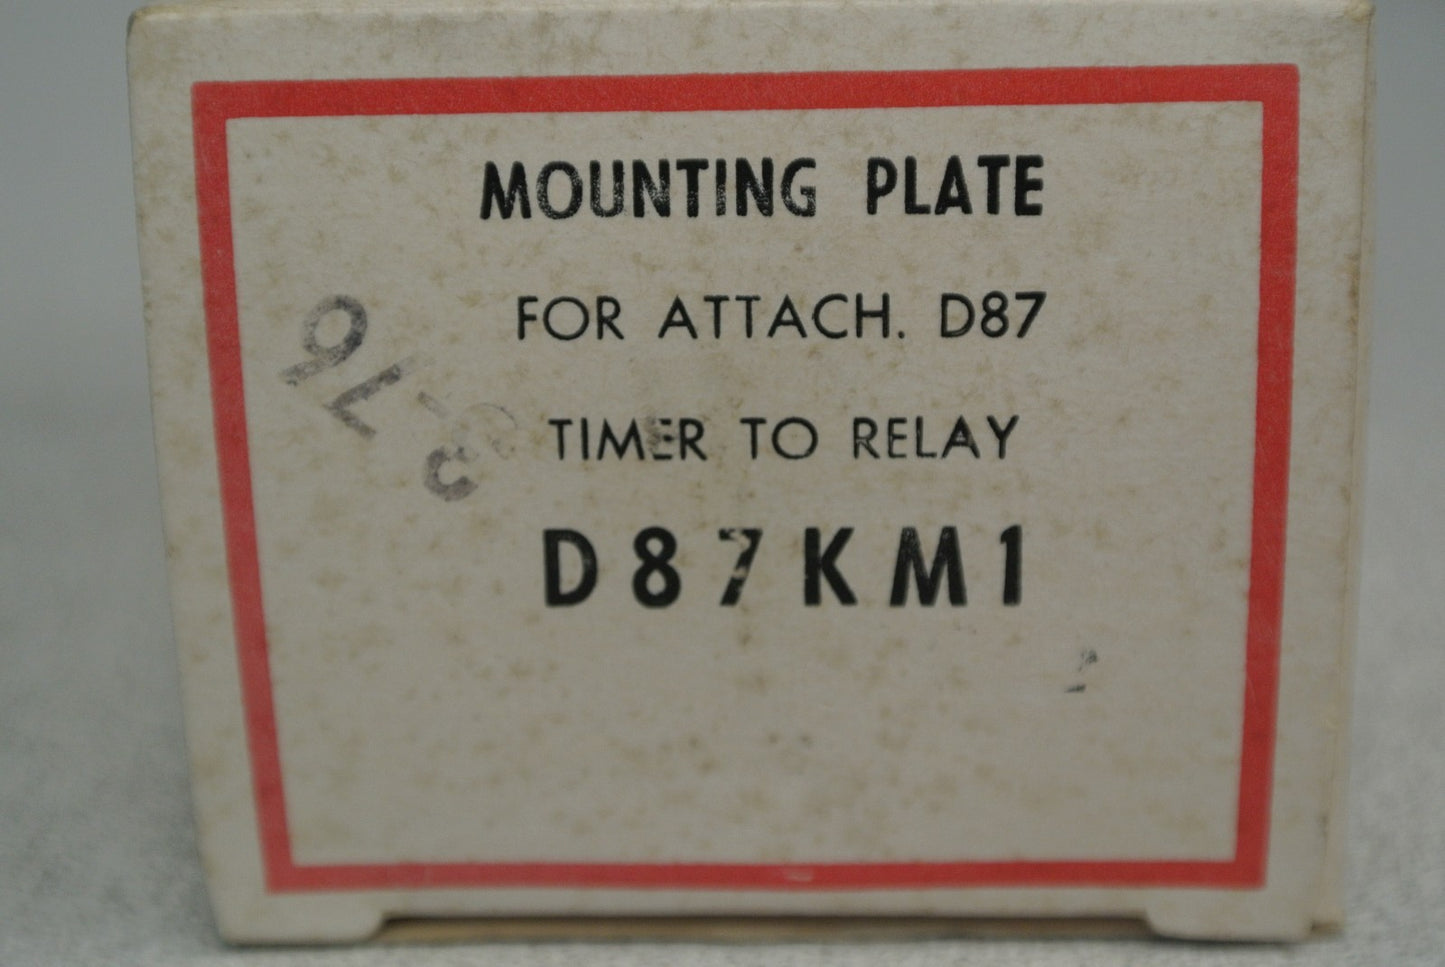 MOUNTING PLATE
FOR ATTACH. D87
TIMER TO RELAY
D87KM1